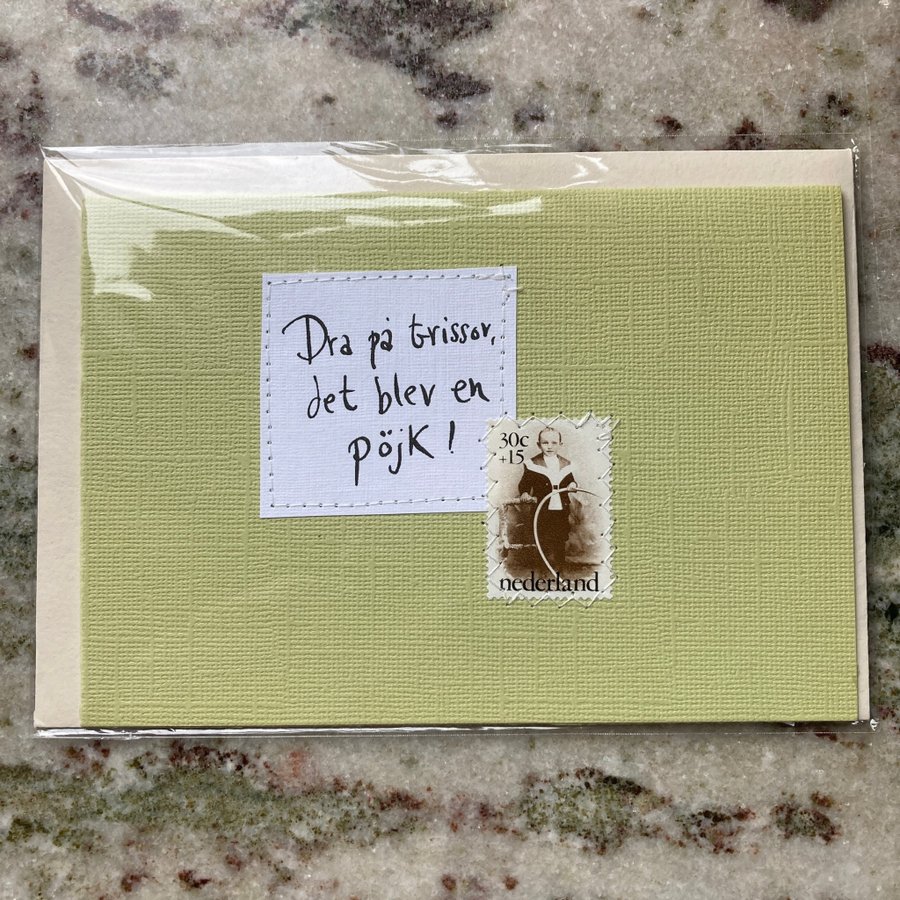 Dra på trissor,
det blev en
pöjk!
30c
+15
nederland